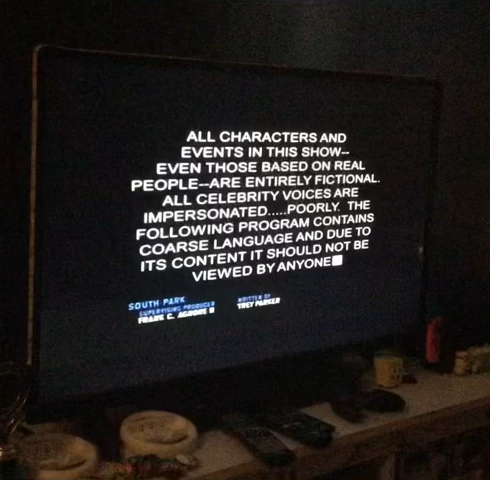 ALL CHARACTERS AND
EVENTS IN THIS SHOW--
EVEN THOSE BASED ON REAL
PEOPLE--ARE ENTIRELY FICTIONAL.
ALL CELEBRITY VOICES ARE
IMPERSONATED.....POORLY. THE
FOLLOWING PROGRAM CONTAINS
COARSE LANGUAGE AND DUE TO
ITS CONTENT IT SHOULD NOT BE
VIEWED BY ANYONE
SOUTH PARK
SUPERVISING PRODUCER
FRANK C. AGNONE II
WRITTEN BY
TREY PARKER